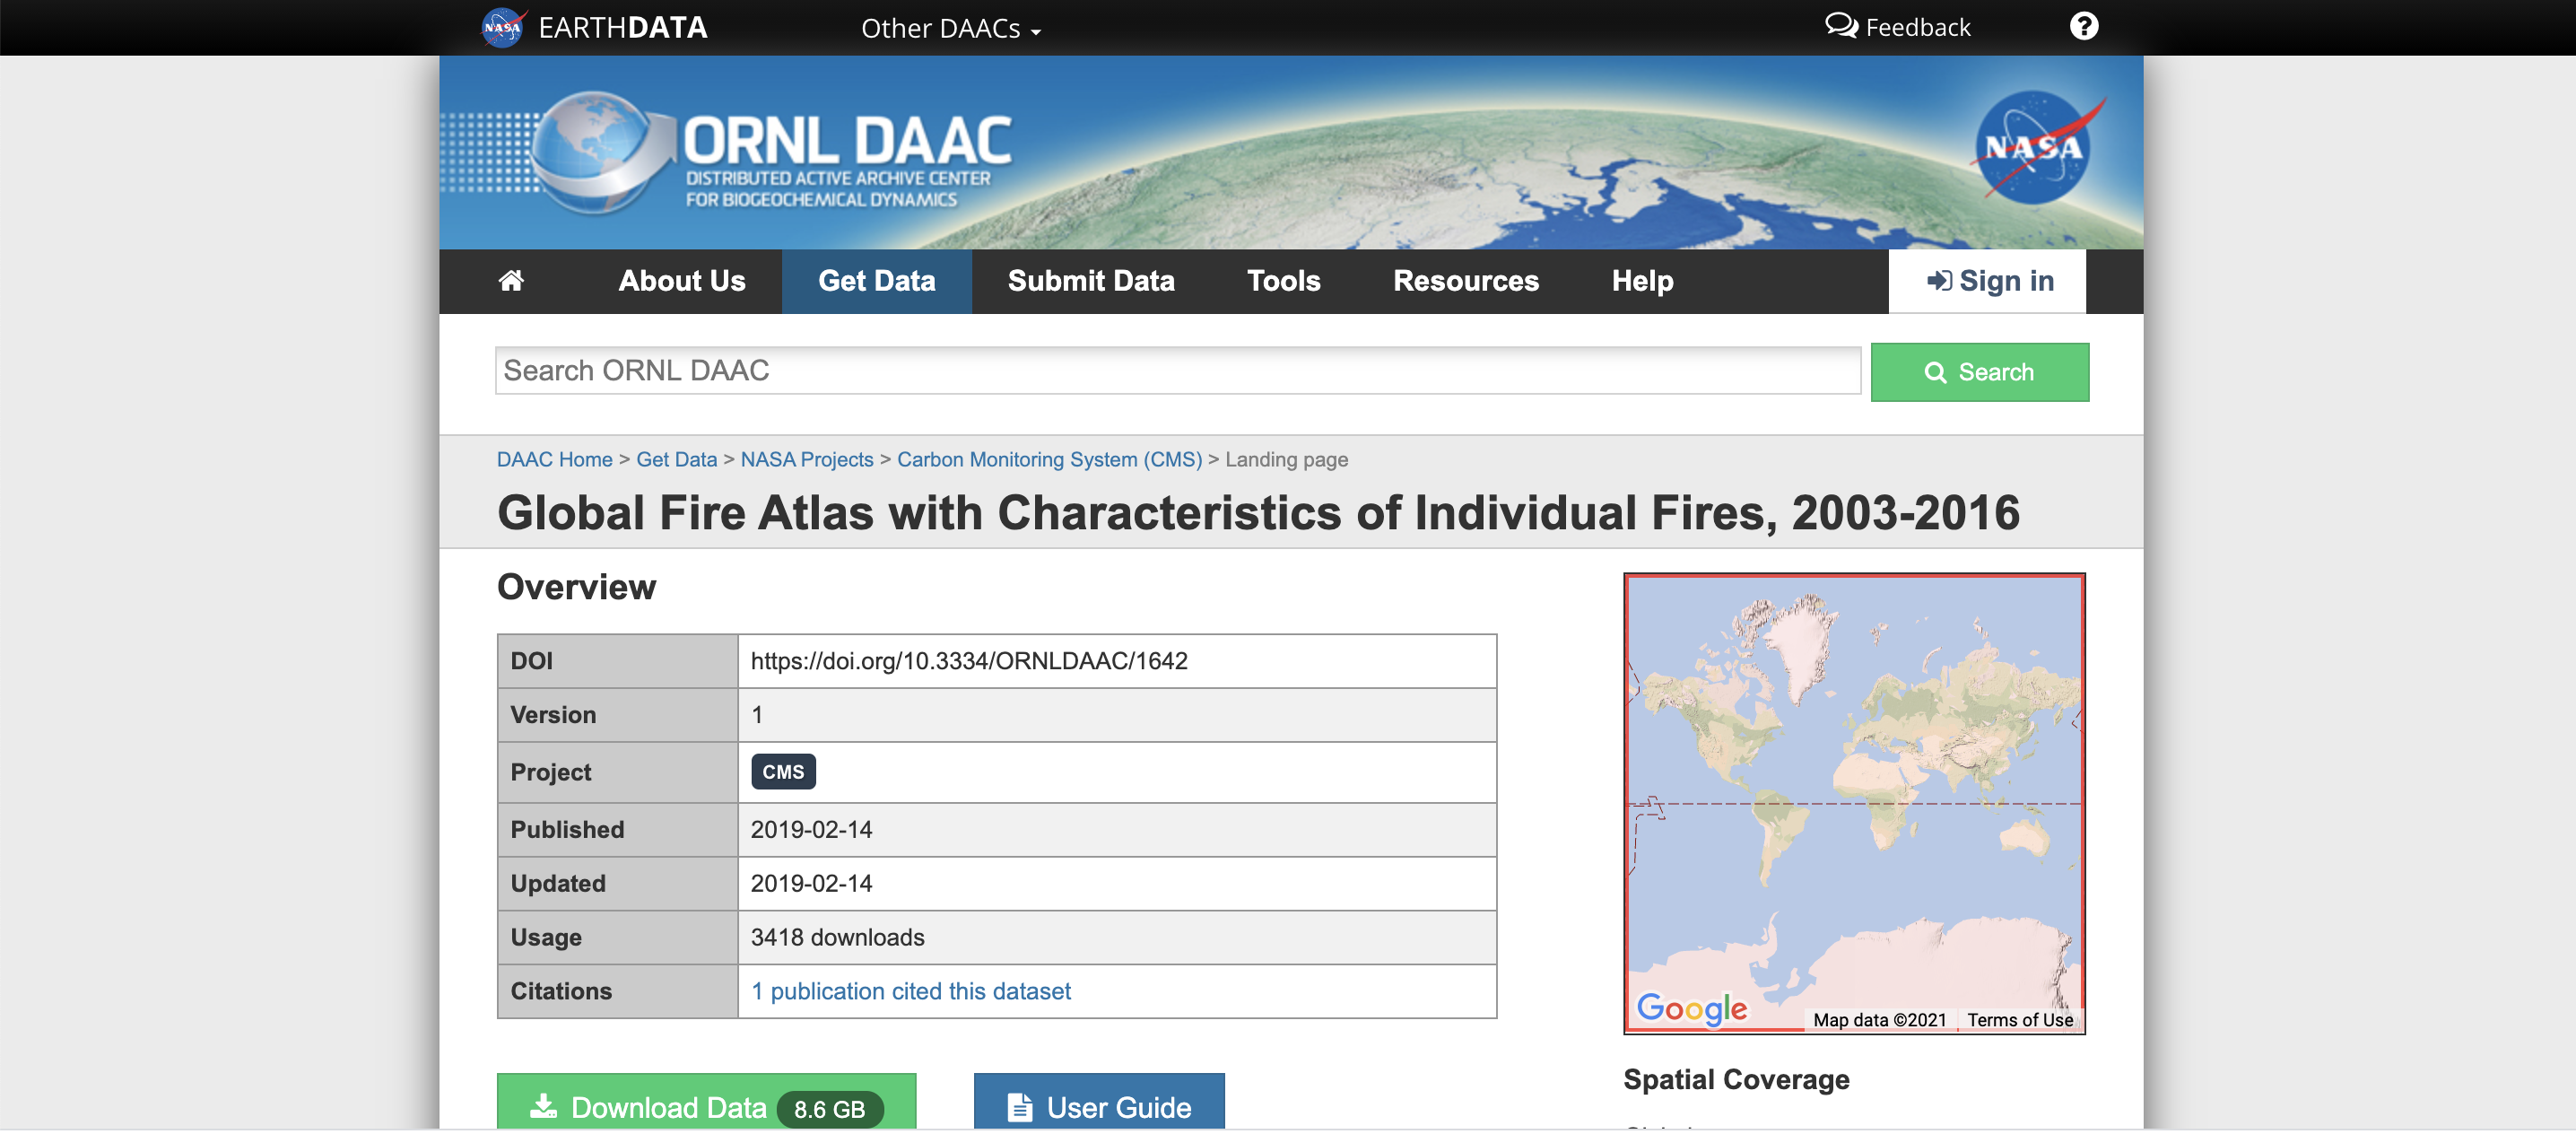 NASA EARTHDATA Other DAACs Feedback ?
ORNL DAAC
DISTRIBUTED ACTIVE ARCHIVE CENTER
FOR BIOGEOCHEMICAL DYNAMICS
NASA
About Us Get Data Submit Data Tools Resources Help Sign in
Search ORNL DAAC Search
DAAC Home > Get Data > NASA Projects > Carbon Monitoring System (CMS) > Landing page
Global Fire Atlas with Characteristics of Individual Fires, 2003-2016
Overview
DOI https://doi.org/10.3334/ORNLDAAC/1642
Version 1
Project CMS
Published 2019-02-14
Updated 2019-02-14
Usage 3418 downloads
Citations 1 publication cited this dataset
Google Map data ©2021 Terms of Use
Download Data 8.6 GB User Guide
Spatial Coverage